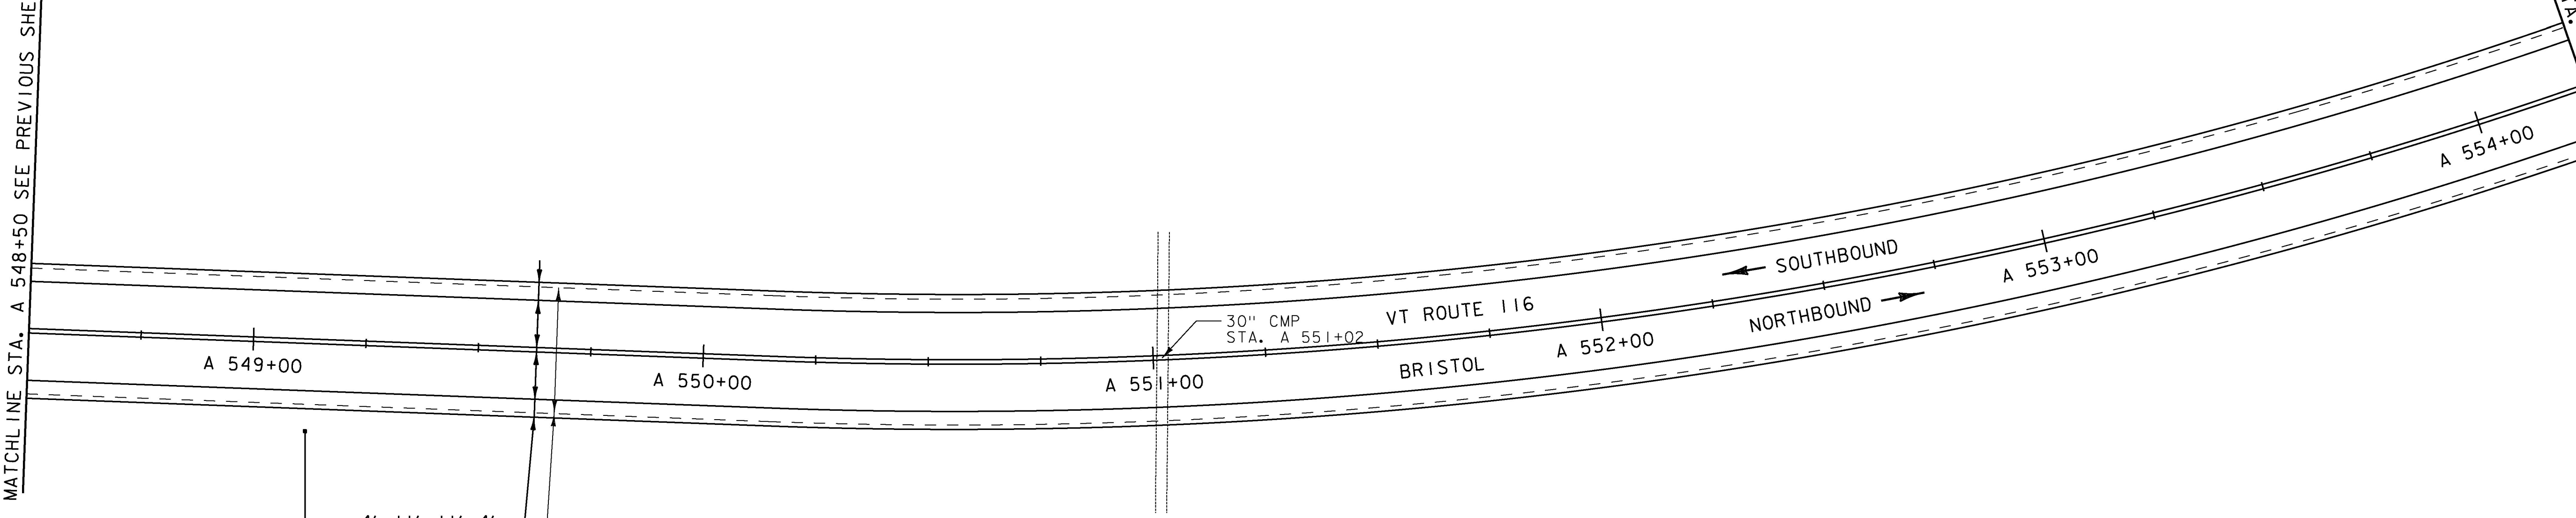 MATCHLINE STA. A 548+50 SEE PREVIOUS SHE
A 549+00
A 550+00
A 551+00
30" CMP
STA. A 551+02
VT ROUTE 116
BRISTOL
A 552+00
SOUTHBOUND
NORTHBOUND
A 553+00
A 554+00